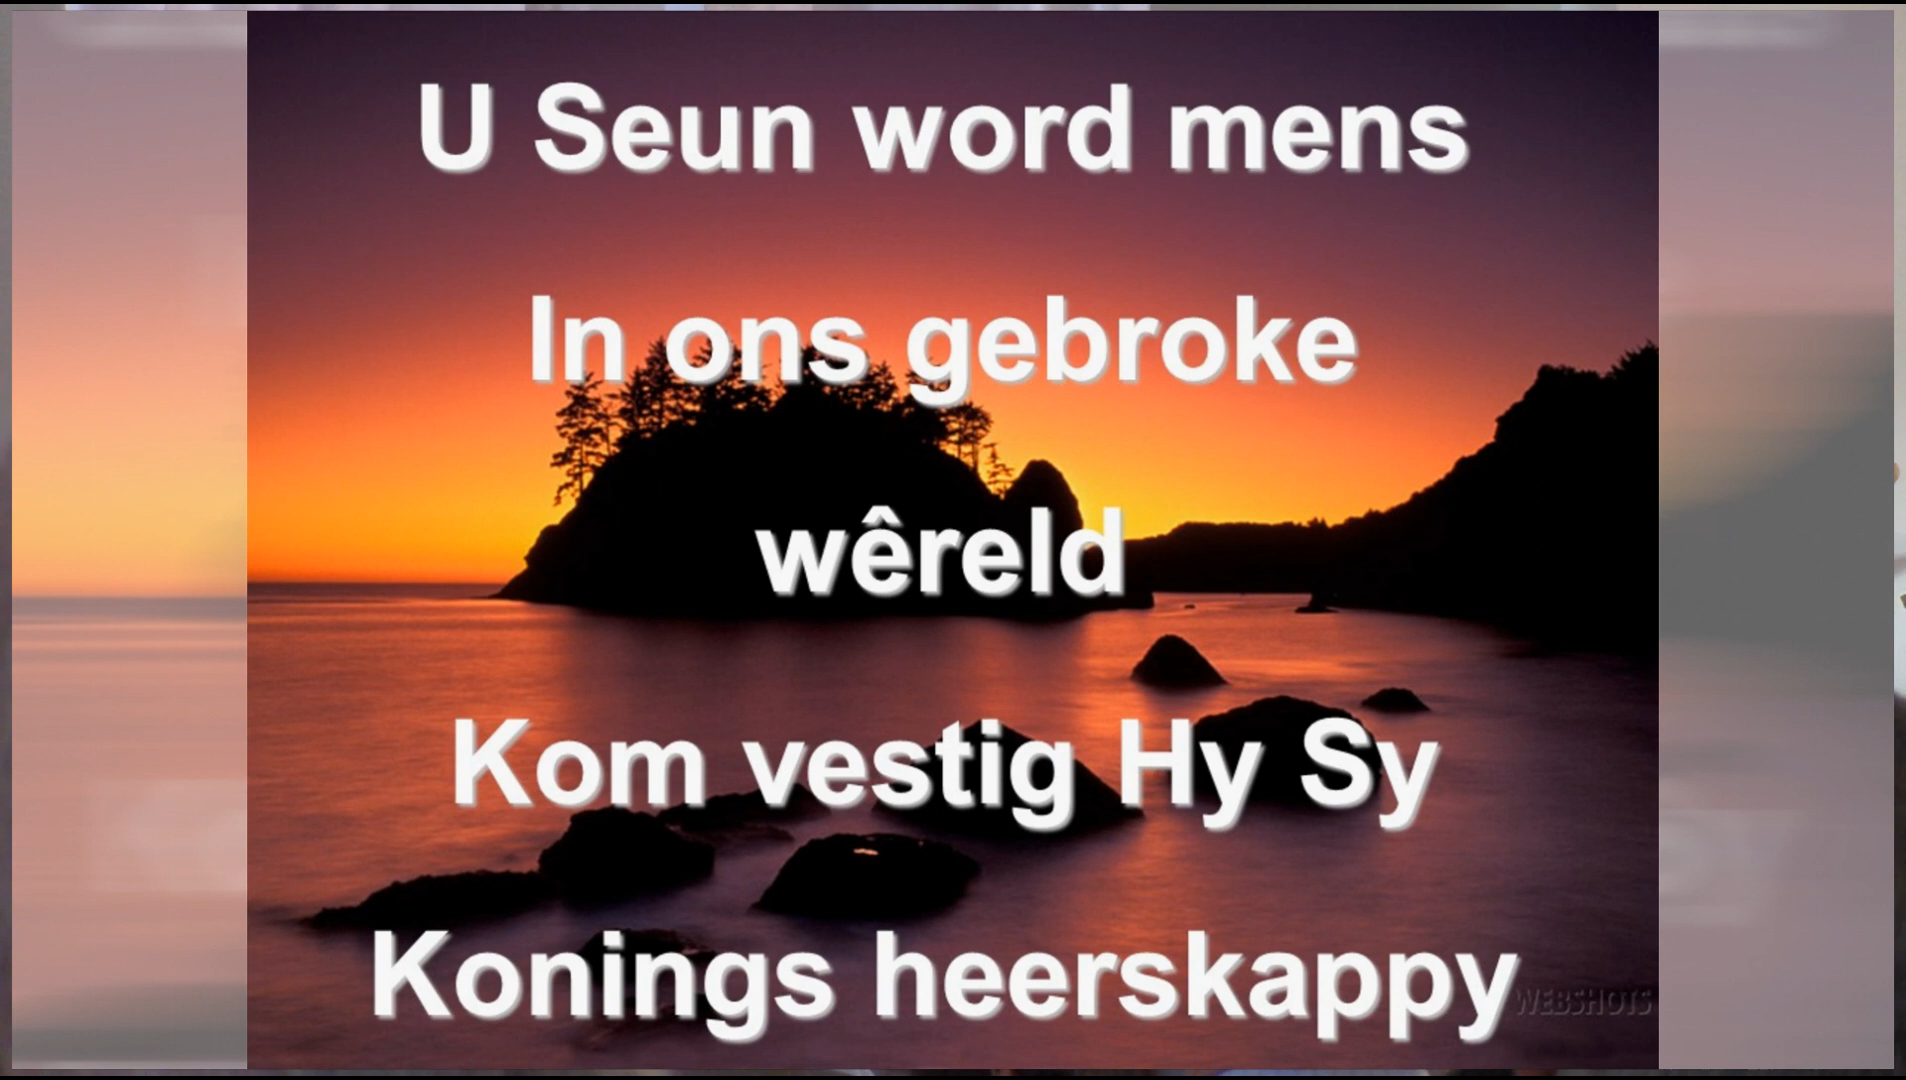 U Seun word mens
In ons gebroke
wêreld
Kom vestig Hy Sy
Konings heerskappy
WEBSHOTS